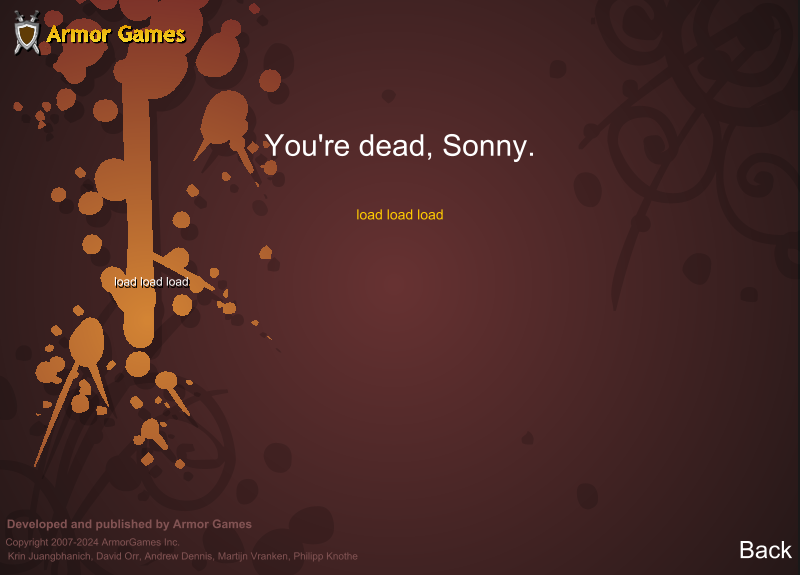 Armor Games
You're dead, Sonny.
load load load
load load load
Developed and published by Armor Games
Copyright 2007-2024 ArmorGames Inc.
Krin Juangbhanich, David Orr, Andrew Dennis, Martijn Vranken, Philipp Knothe
Back